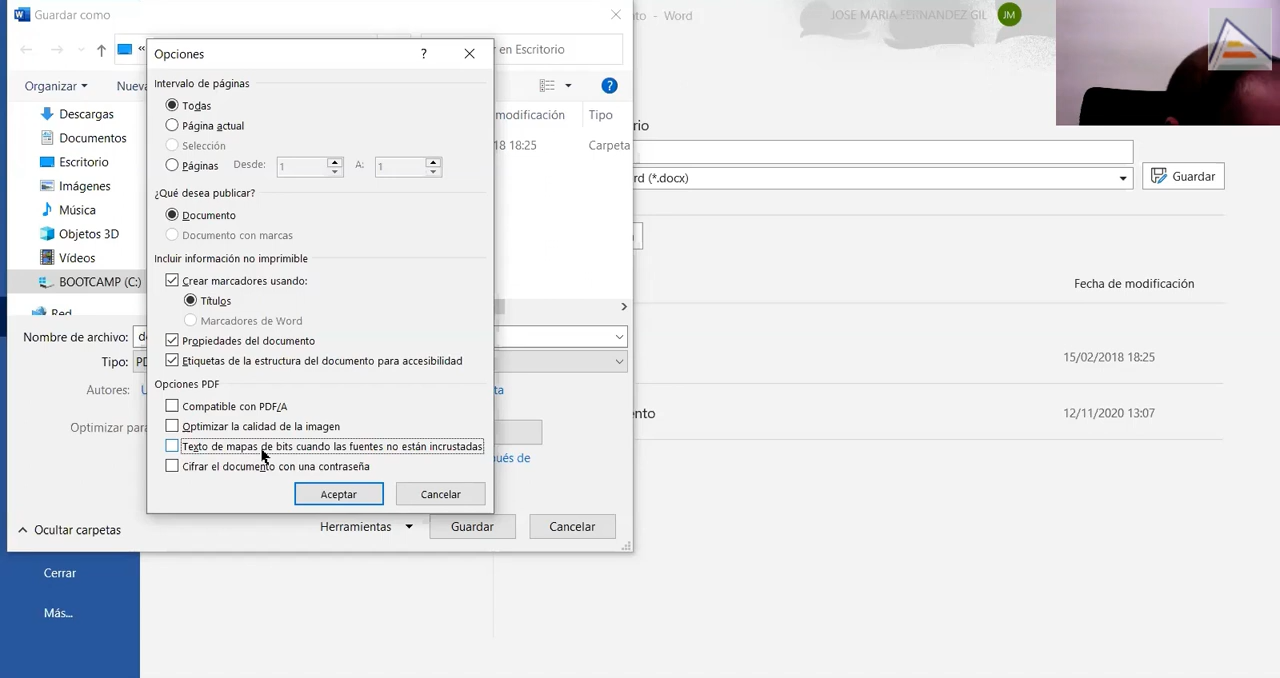 Guardar como
- Word
JOSE MARIA FERNANDEZ GIL
JM
«
en Escritorio
Organizar
Descargas
Documentos
Escritorio
Imágenes
Música
Objetos 3D
Vídeos
BOOTCAMP (C:)
Red
modificación
Tipo
18:25
Carpeta
Nombre de archivo:
Tipo:
Autores:
Ocultar carpetas
Herramientas
Guardar
Cancelar
Opciones
?
Intervalo de páginas
Todas
Página actual
Selección
Páginas Desde: 1 A: 1
¿Qué desea publicar?
Documento
Documento con marcas
Incluir información no imprimible
Crear marcadores usando:
Títulos
Marcadores de Word
Propiedades del documento
Etiquetas de la estructura del documento para accesibilidad
Opciones PDF
Compatible con PDF/A
Optimizar la calidad de la imagen
Texto de mapas de bits cuando las fuentes no están incrustadas
Cifrar el documento con una contraseña
Aceptar
Cancelar
(*.docx)
Guardar
Fecha de modificación
15/02/2018 18:25
12/11/2020 13:07
Cerrar
Más...